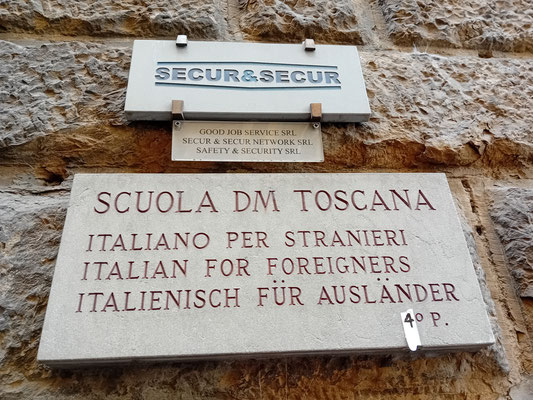 SECUR&SECUR
GOOD JOB SERVICE SRL
SECUR & SECUR NETWORK SRL
SAFETY & SECURITY SRL
SCUOLA DM TOSCANA
ITALIANO PER STRANIERI
ITALIAN FOR FOREIGNERS
ITALIENISCH FÜR AUSLÄNDER
4º P.